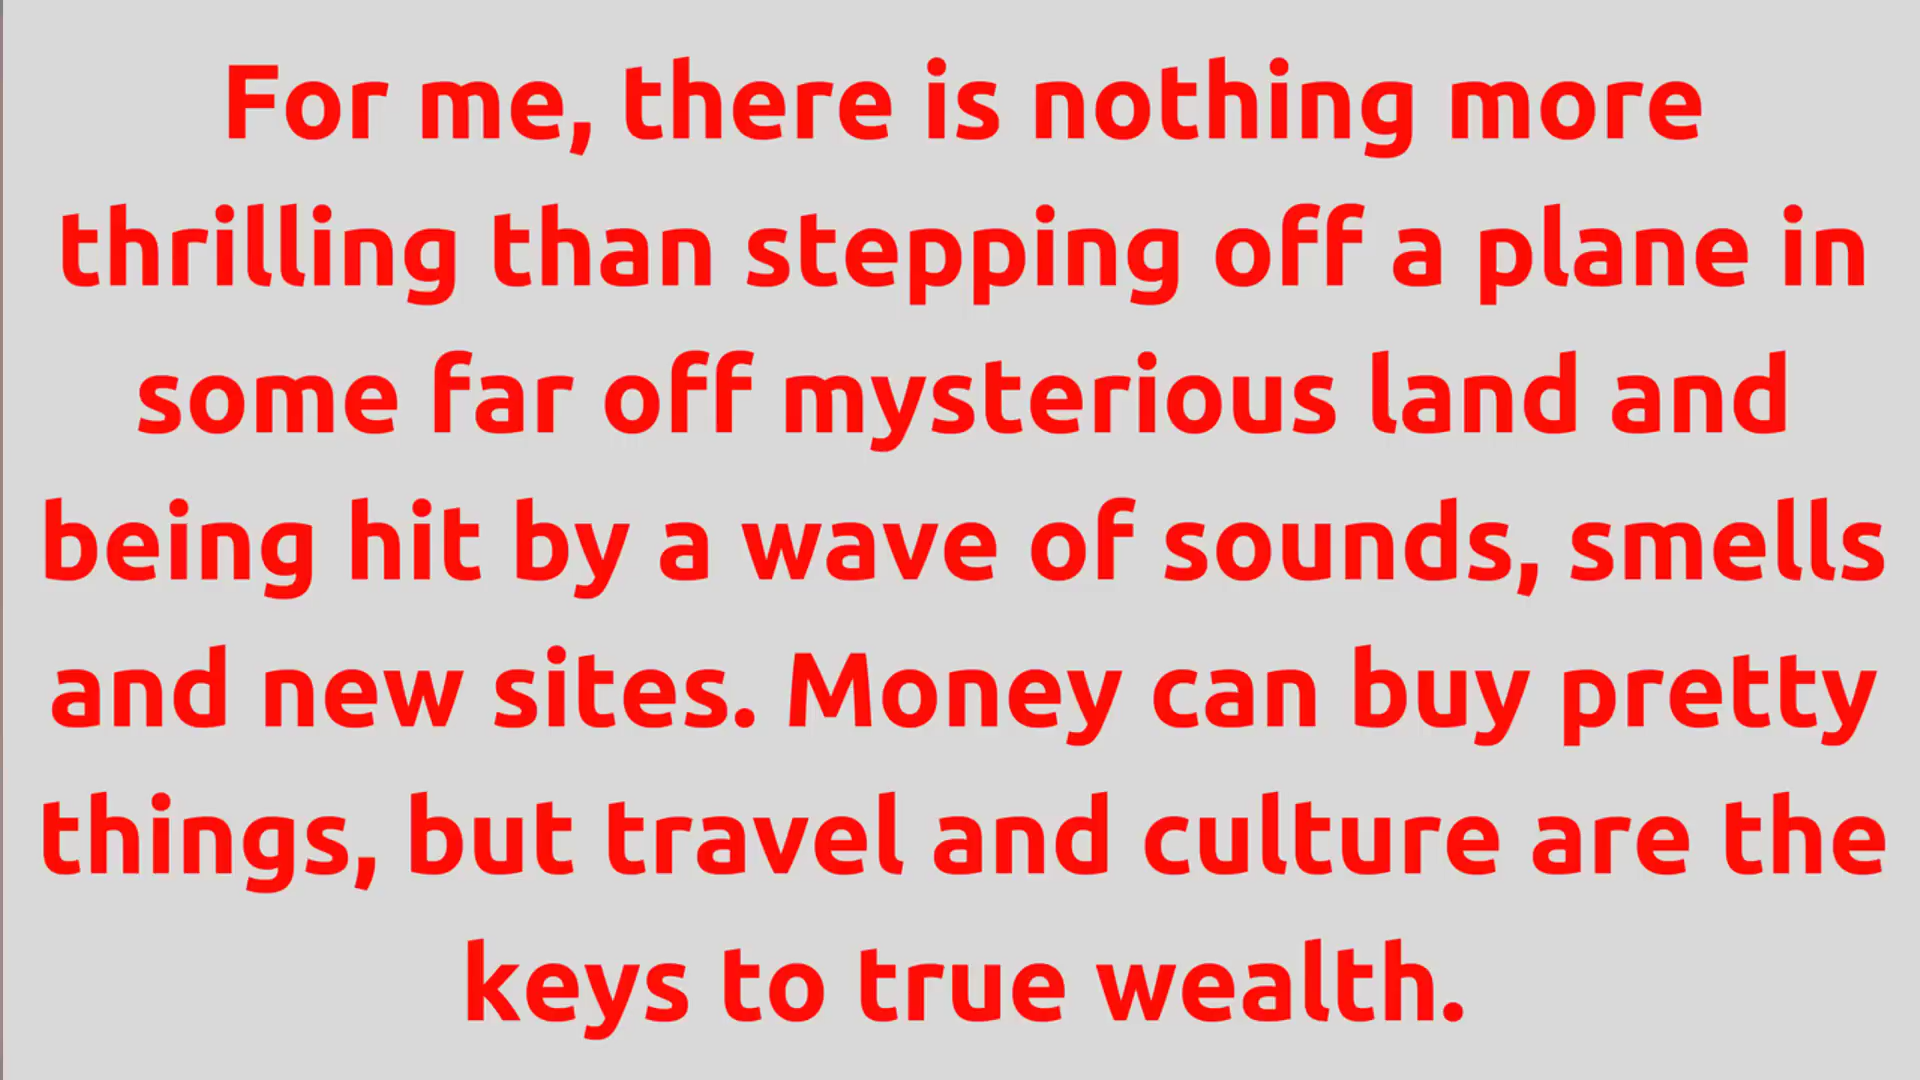 For me, there is nothing more
thrilling than stepping off a plane in
some far off mysterious land and
being hit by a wave of sounds, smells
and new sites. Money can buy pretty
things, but travel and culture are the
keys to true wealth.